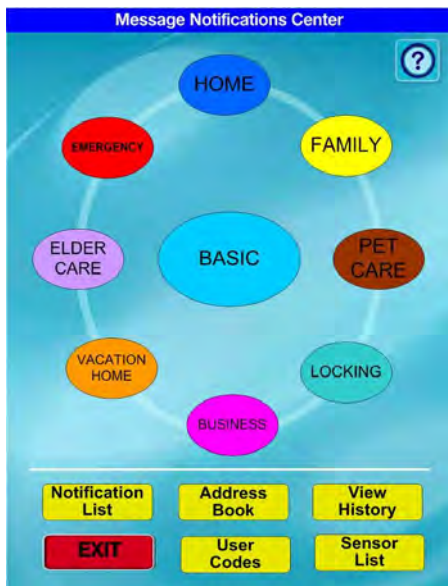 Message Notifications Center
?
HOME
EMERGENCY
FAMILY
ELDER
CARE
BASIC
PET
CARE
VACATION
HOME
LOCKING
BUSINESS
Notification
List
Address
Book
View
History
EXIT
User
Codes
Sensor
List